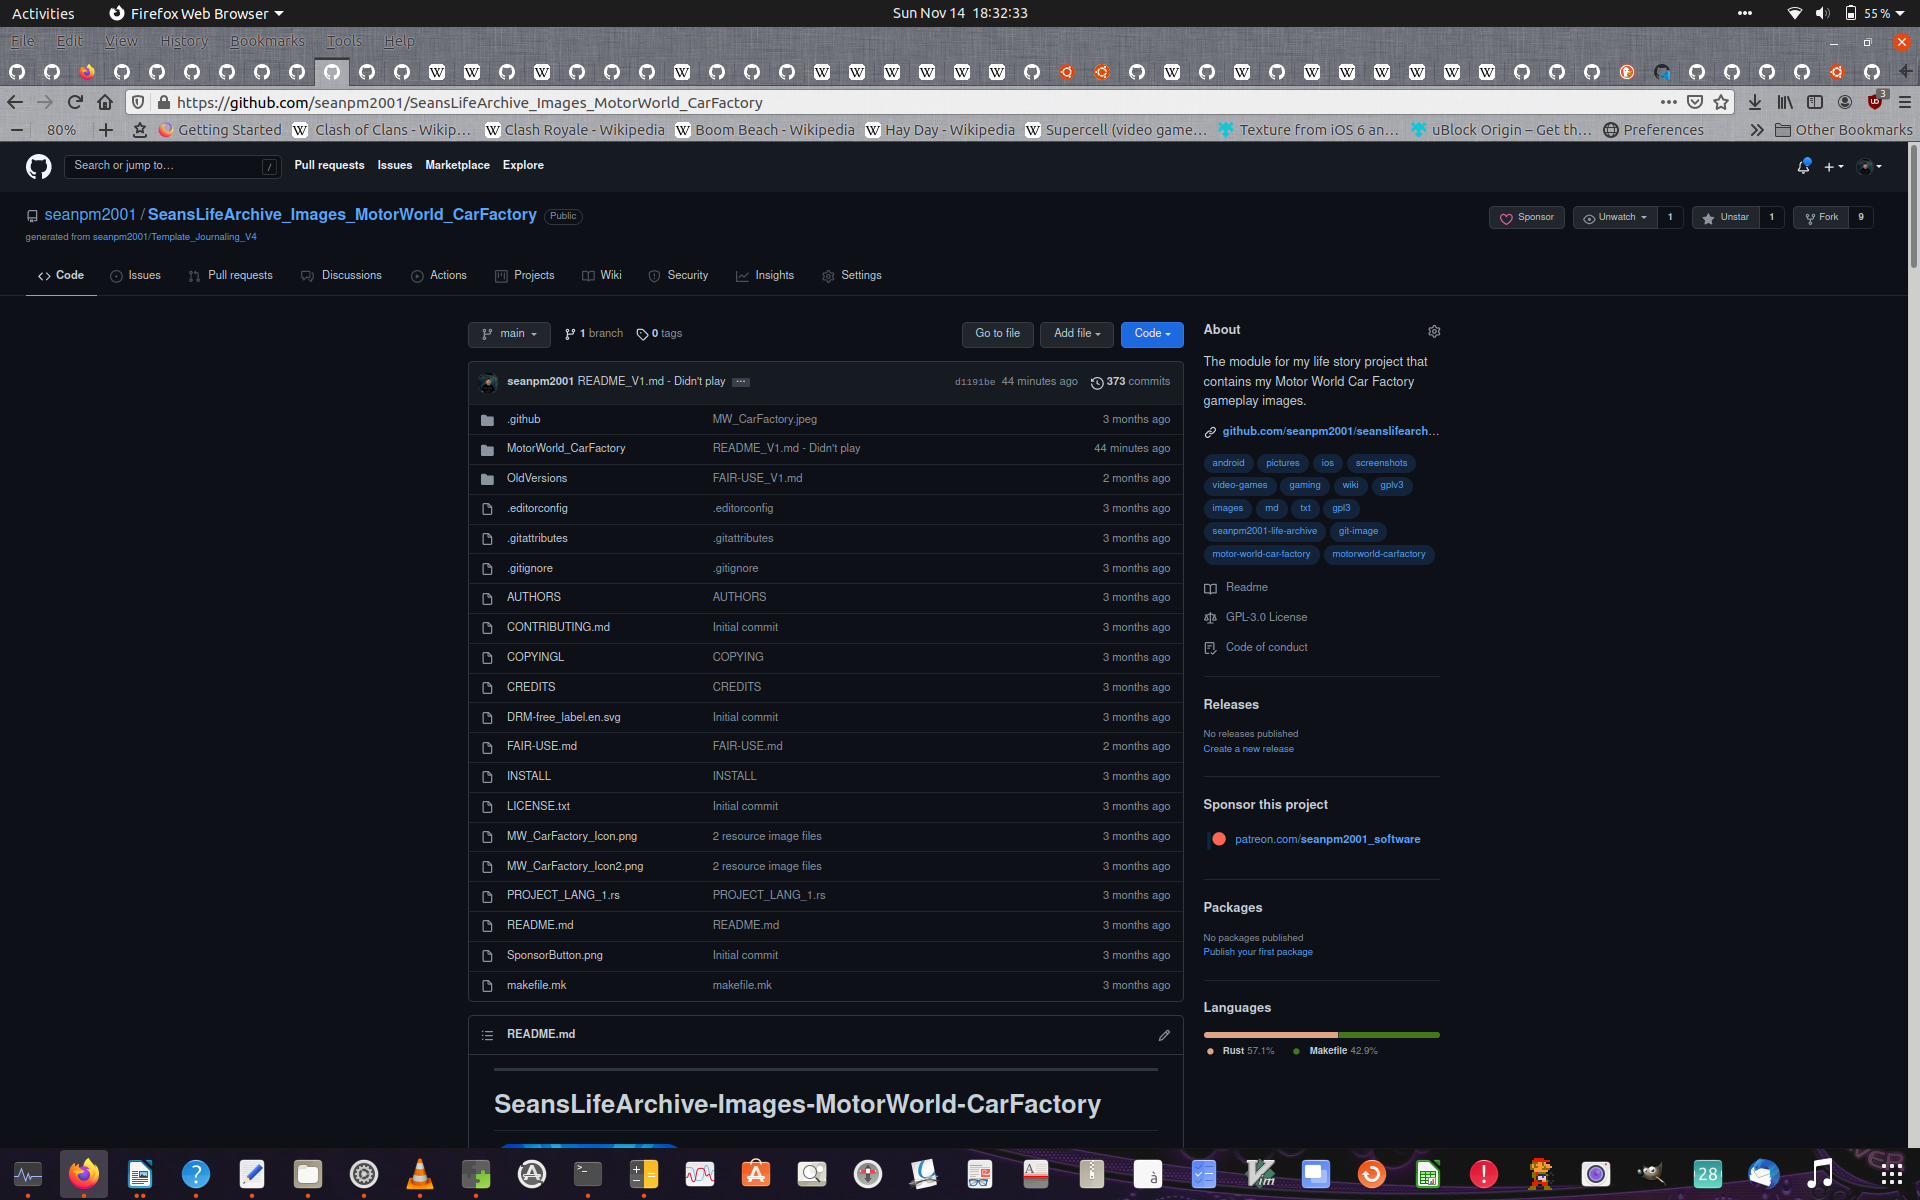 Activities Firefox Web Browser Sun Nov 14 18:32:33 55 %
File Edit View History Bookmarks Tools Help
https://github.com/seanpm2001/SeansLifeArchive_Images_MotorWorld_CarFactory 3
80% Getting Started Clash of Clans - Wikip… Clash Royale - Wikipedia Boom Beach - Wikipedia Hay Day - Wikipedia Supercell (video game… Texture from iOS 6 an… uBlock Origin – Get th… Preferences Other Bookmarks
Search or jump to… / Pull requests Issues Marketplace Explore
seanpm2001 / SeansLifeArchive_Images_MotorWorld_CarFactory Public Sponsor Unwatch 1 Unstar 1 Fork 9
generated from seanpm2001/Template_Journaling_V4
Code Issues Pull requests Discussions Actions Projects Wiki Security Insights Settings
main 1 branch 0 tags Go to file Add file Code
seanpm2001 README_V1.md - Didn't play d1191be 44 minutes ago 373 commits
.github MW_CarFactory.jpeg 3 months ago
MotorWorld_CarFactory README_V1.md - Didn't play 44 minutes ago
OldVersions FAIR-USE_V1.md 2 months ago
.editorconfig .editorconfig 3 months ago
.gitattributes .gitattributes 3 months ago
.gitignore .gitignore 3 months ago
AUTHORS AUTHORS 3 months ago
CONTRIBUTING.md Initial commit 3 months ago
COPYINGL COPYING 3 months ago
CREDITS CREDITS 3 months ago
DRM-free_label.en.svg Initial commit 3 months ago
FAIR-USE.md FAIR-USE.md 2 months ago
INSTALL INSTALL 3 months ago
LICENSE.txt Initial commit 3 months ago
MW_CarFactory_Icon.png 2 resource image files 3 months ago
MW_CarFactory_Icon2.png 2 resource image files 3 months ago
PROJECT_LANG_1.rs PROJECT_LANG_1.rs 3 months ago
README.md README.md 3 months ago
SponsorButton.png Initial commit 3 months ago
makefile.mk makefile.mk 3 months ago
README.md
SeansLifeArchive-Images-MotorWorld-CarFactory
About
The module for my life story project that
contains my Motor World Car Factory
gameplay images.
github.com/seanpm2001/seanslifearch…
android pictures ios screenshots
video-games gaming wiki gplv3
images md txt gpl3
seanpm2001-life-archive git-image
motor-world-car-factory motorworld-carfactory
Readme
GPL-3.0 License
Code of conduct
Releases
No releases published
Create a new release
Sponsor this project
patreon.com/seanpm2001_software
Packages
No packages published
Publish your first package
Languages
Rust 57.1% Makefile 42.9%
28